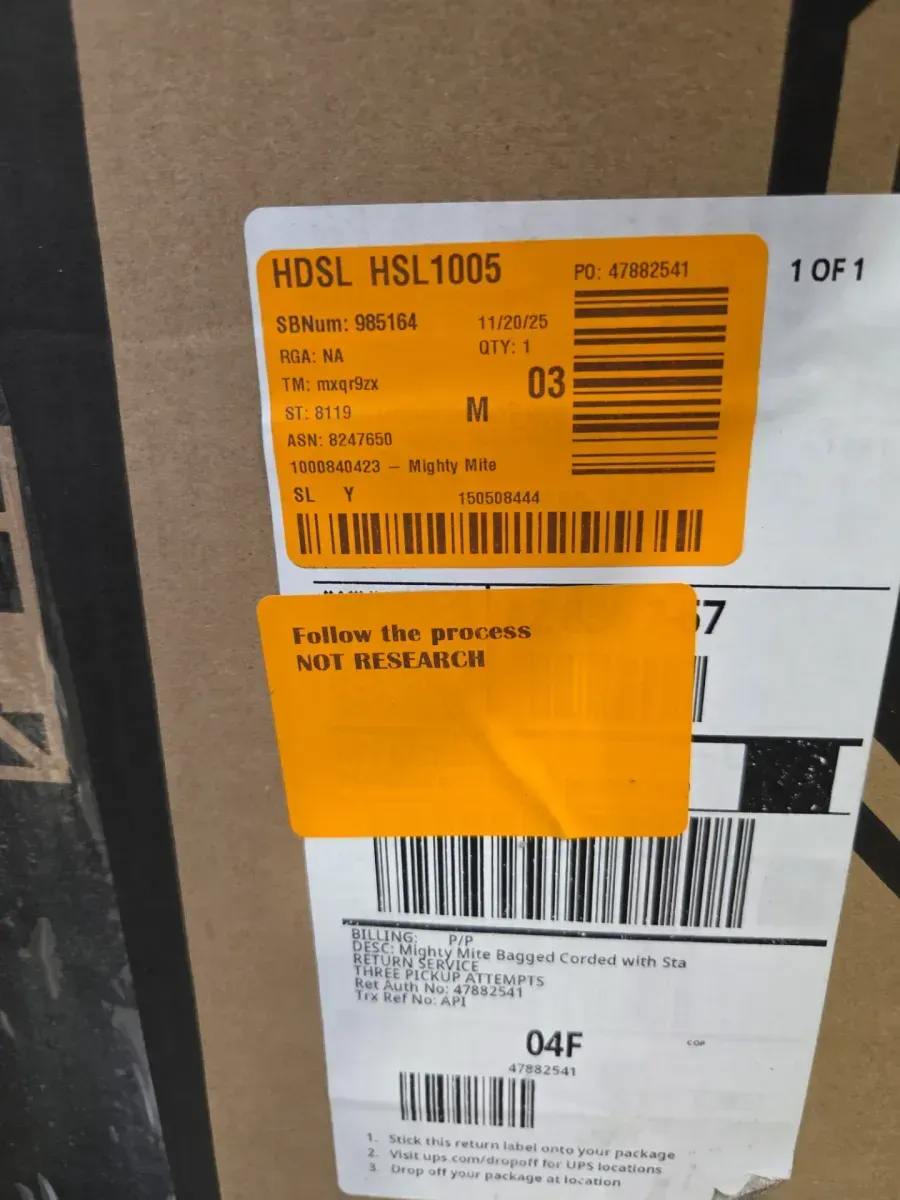 HDSL HSL1005
PO: 47882541
1 OF 1
SBNum: 985164
11/20/25
RGA: NA
QTY: 1
TM: mxqr9zx
03
ST: 8119
M
ASN: 8247650
1000840423 – Mighty Mite
SL Y
150508444
57
Follow the process
NOT RESEARCH
BILLING: P/P
DESC: Mighty Mite Bagged Corded with Sta
RETURN SERVICE
THREE PICKUP ATTEMPTS
Ret Auth No: 47882541
Trx Ref No: API
04F
47882541
1. Stick this return label onto your package
2. Visit ups.com/dropoff for UPS locations
3. Drop off your package at location